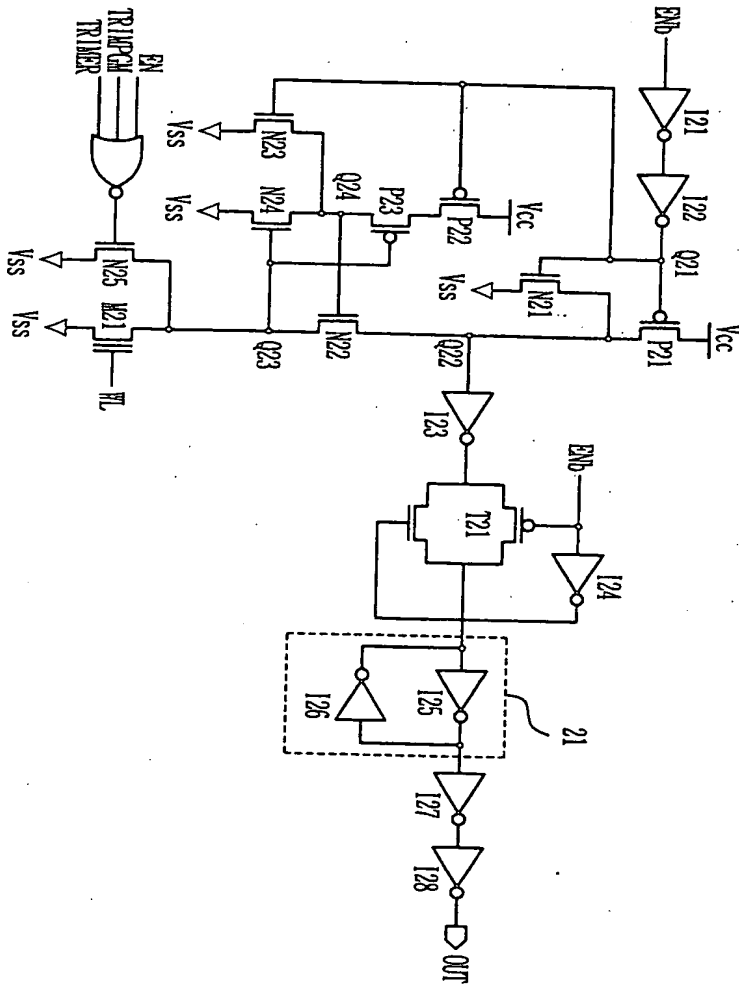 ENb
I21
I22
Q21
Vcc
P21
N21
Vss
Vcc
P22
P23
Q24
N23
Vss
N24
Vss
N22
Q22
Q23
EN
TRIMPGM
TRIMER
N25
Vss
M21
Vss
WL
I23
ENb
T21
I24
I25
I26
21
I27
I28
OUT